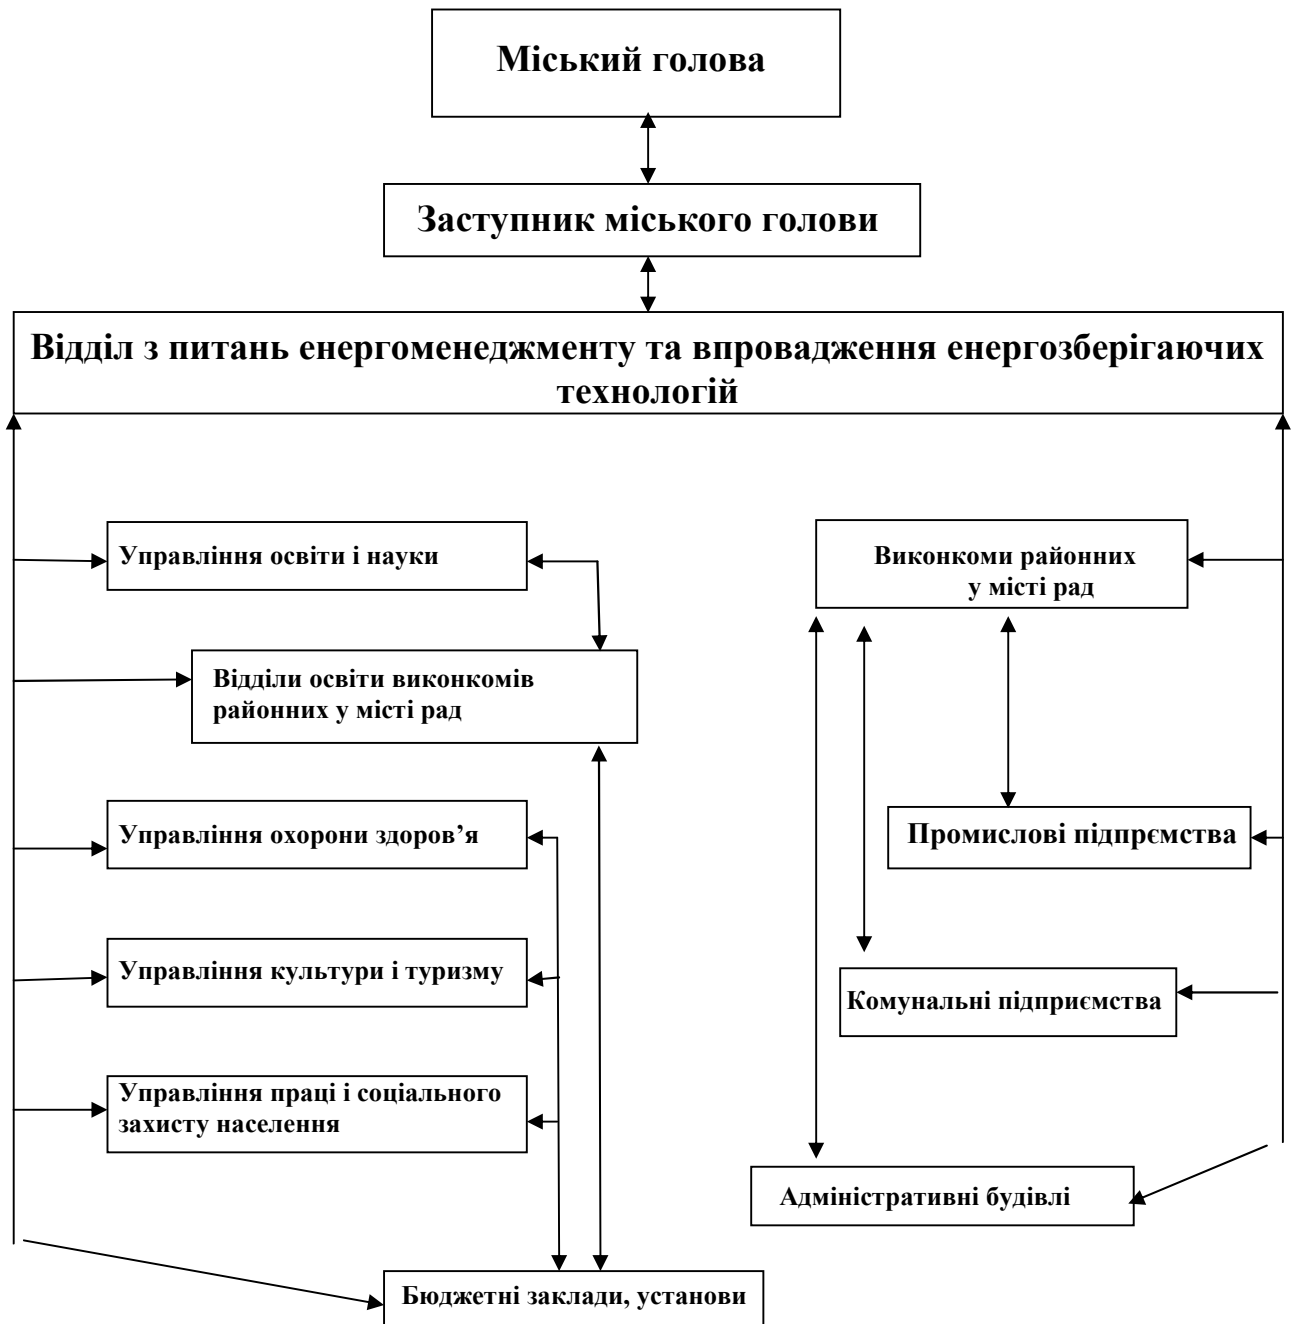 Міський голова
Заступник міського голови
Відділ з питань енергоменеджменту та впровадження енергозберігаючих
технологій
Управління освіти і науки
Відділи освіти виконкомів
районних у місті рад
Управління охорони здоров’я
Управління культури і туризму
Управління праці і соціального
захисту населення
Бюджетні заклади, установи
Виконкоми районних
у місті рад
Промислові підпрємства
Комунальні підприємства
Адміністративні будівлі